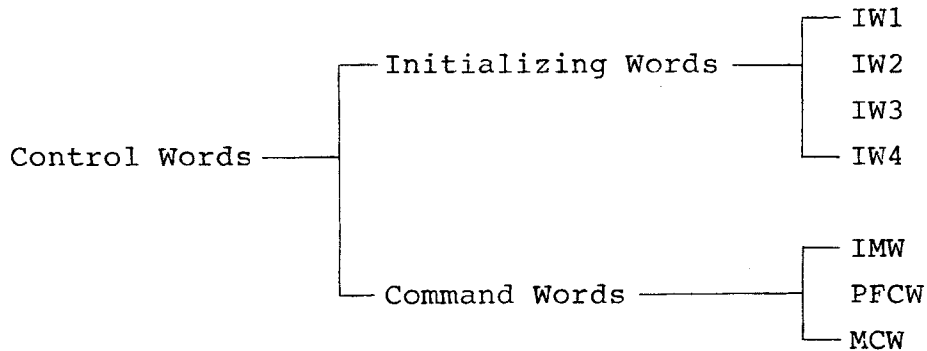 IW1
Initializing Words
IW2
IW3
Control Words
IW4
IMW
Command Words
PFCW
MCW